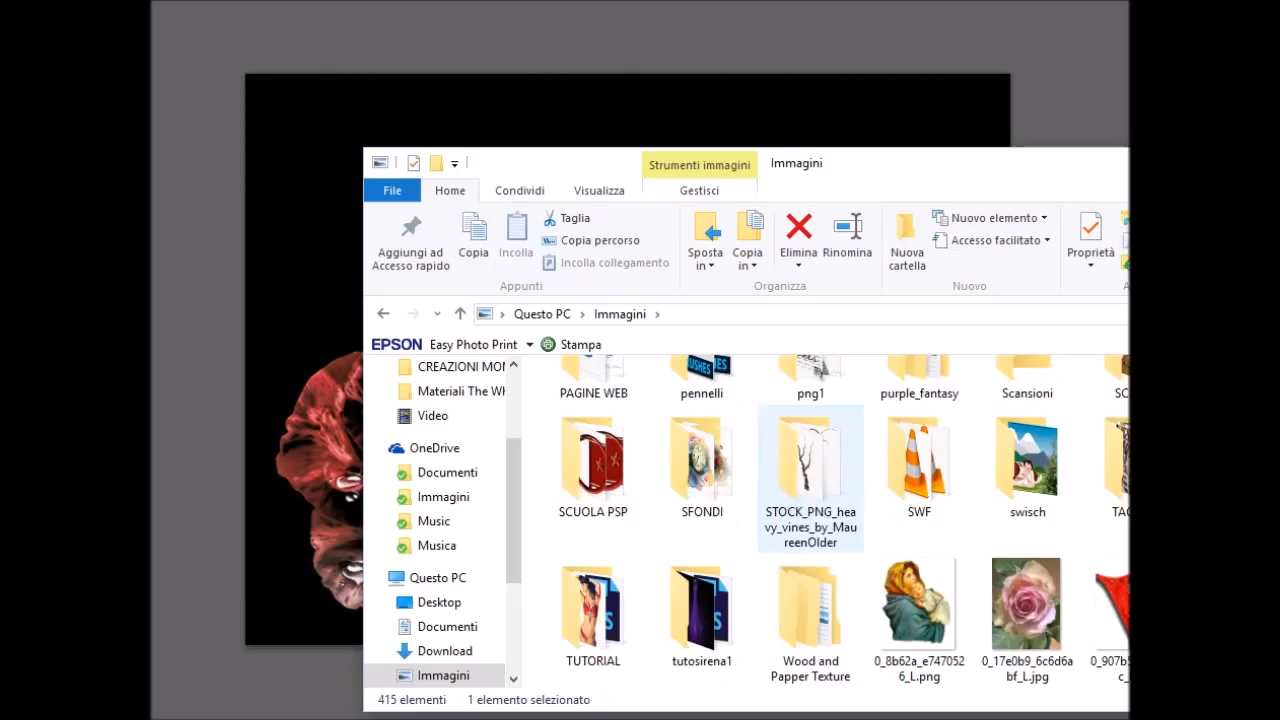 Strumenti immagini
Immagini
File
Home
Condividi
Visualizza
Gestisci
Aggiungi ad
Accesso rapido
Copia
Incolla
Taglia
Copia percorso
Incolla collegamento
Appunti
Sposta
in
Copia
in
Elimina
Rinomina
Organizza
Nuova
cartella
Nuovo elemento
Accesso facilitato
Nuovo
Proprietà
Questo PC
Immagini
EPSON Easy Photo Print
Stampa
CREAZIONI
Materiali The
Video
OneDrive
Documenti
Immagini
Music
Musica
Questo PC
Desktop
Documenti
Download
Immagini
PAGINE WEB
pennelli
png1
purple_fantasy
Scansioni
SCUOLA PSP
SFONDI
STOCK_PNG_hea
vy_vines_by_Mau
reenOlder
SWF
swisch
TUTORIAL
tutosirena1
Wood and
Papper Texture
0_8b62a_e747052
6_L.png
0_17e0b9_6c6d6a
bf_L.jpg
415 elementi
1 elemento selezionato